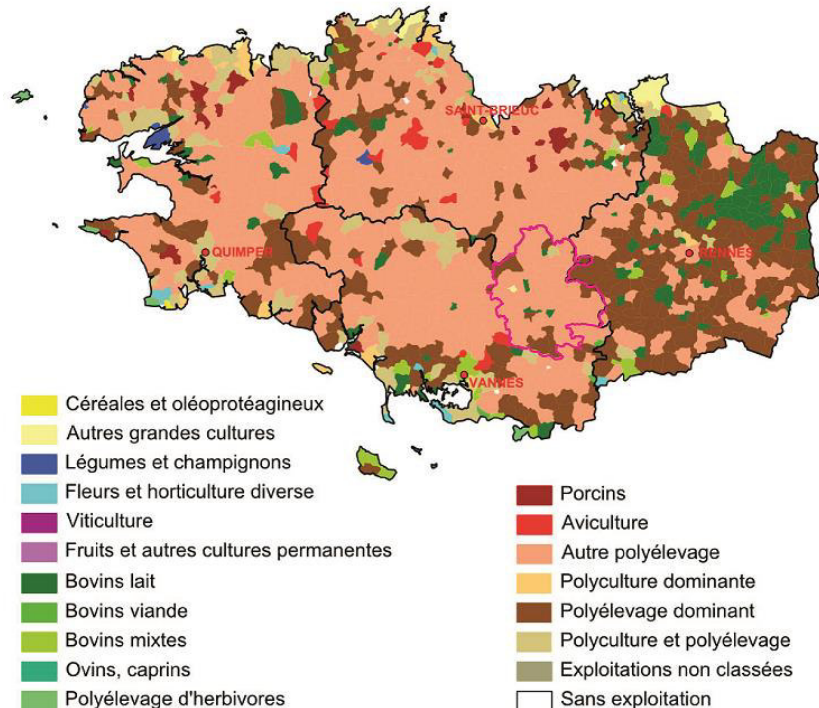 SAINT-BRIEUC
QUIMPER
RENNES
VANNES
Céréales et oléoprotéagineux
Autres grandes cultures
Légumes et champignons
Fleurs et horticulture diverse
Viticulture
Fruits et autres cultures permanentes
Bovins lait
Bovins viande
Bovins mixtes
Ovins, caprins
Polyélevage d'herbivores
Porcins
Aviculture
Autre polyélevage
Polyculture dominante
Polyélevage dominant
Polyculture et polyélevage
Exploitations non classées
Sans exploitation